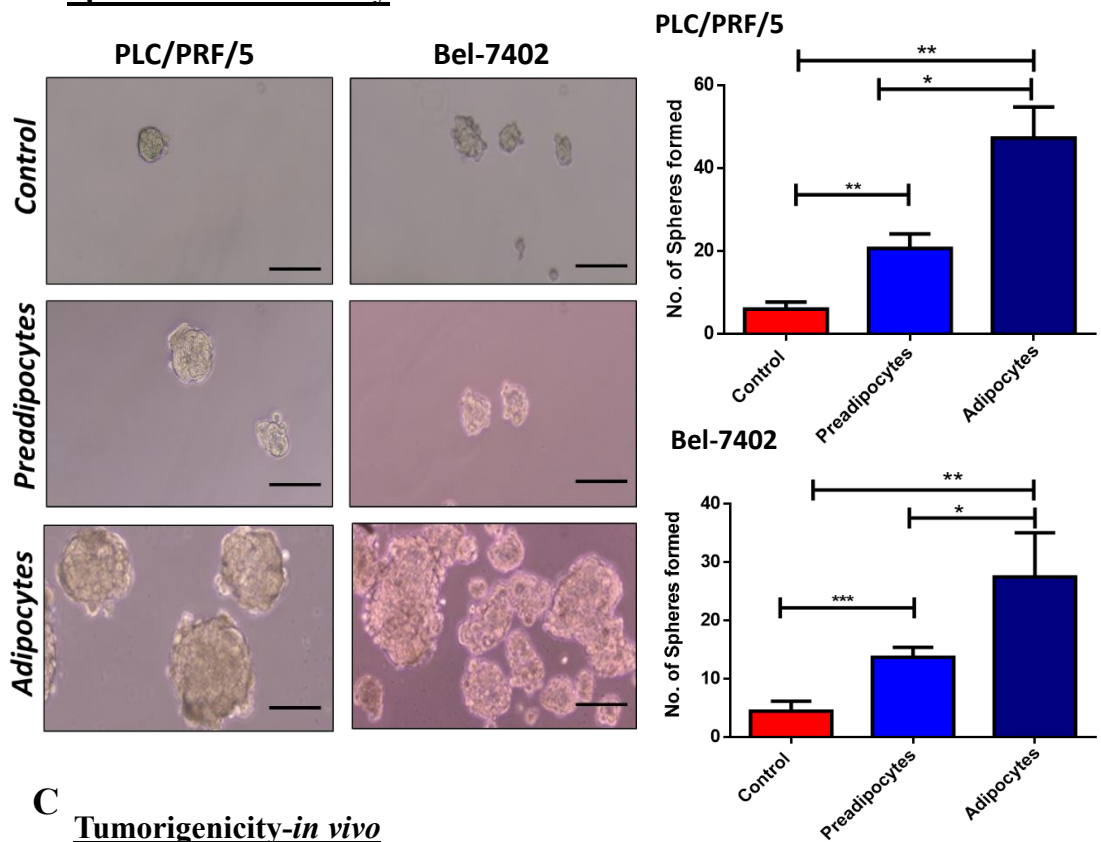 PLC/PRF/5
Bel-7402
Control
Preadipocytes
Adipocytes
PLC/PRF/5
**
*
**
No. of Spheres formed
60
40
20
0
Control
Preadipocytes
Adipocytes
Bel-7402
**
*
***
No. of Spheres formed
40
30
20
10
0
Control
Preadipocytes
Adipocytes
C
Tumorigenicity-in vivo